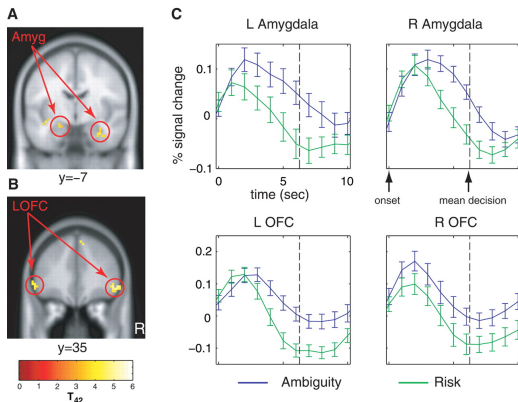 A
Amyg
y=−7
B
LOFC
R
y=35
0 1 2 3 4 5 6
T42
C
L Amygdala
R Amygdala
% signal change
0.1
0
−0.1
0
5
10
time (sec)
onset
mean decision
L OFC
R OFC
0.2
0.1
0
−0.1
Ambiguity
Risk